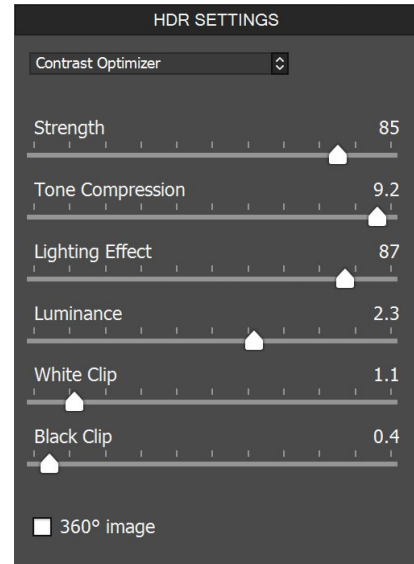 HDR SETTINGS
Contrast Optimizer
Strength 85
Tone Compression 9.2
Lighting Effect 87
Luminance 2.3
White Clip 1.1
Black Clip 0.4
360° image